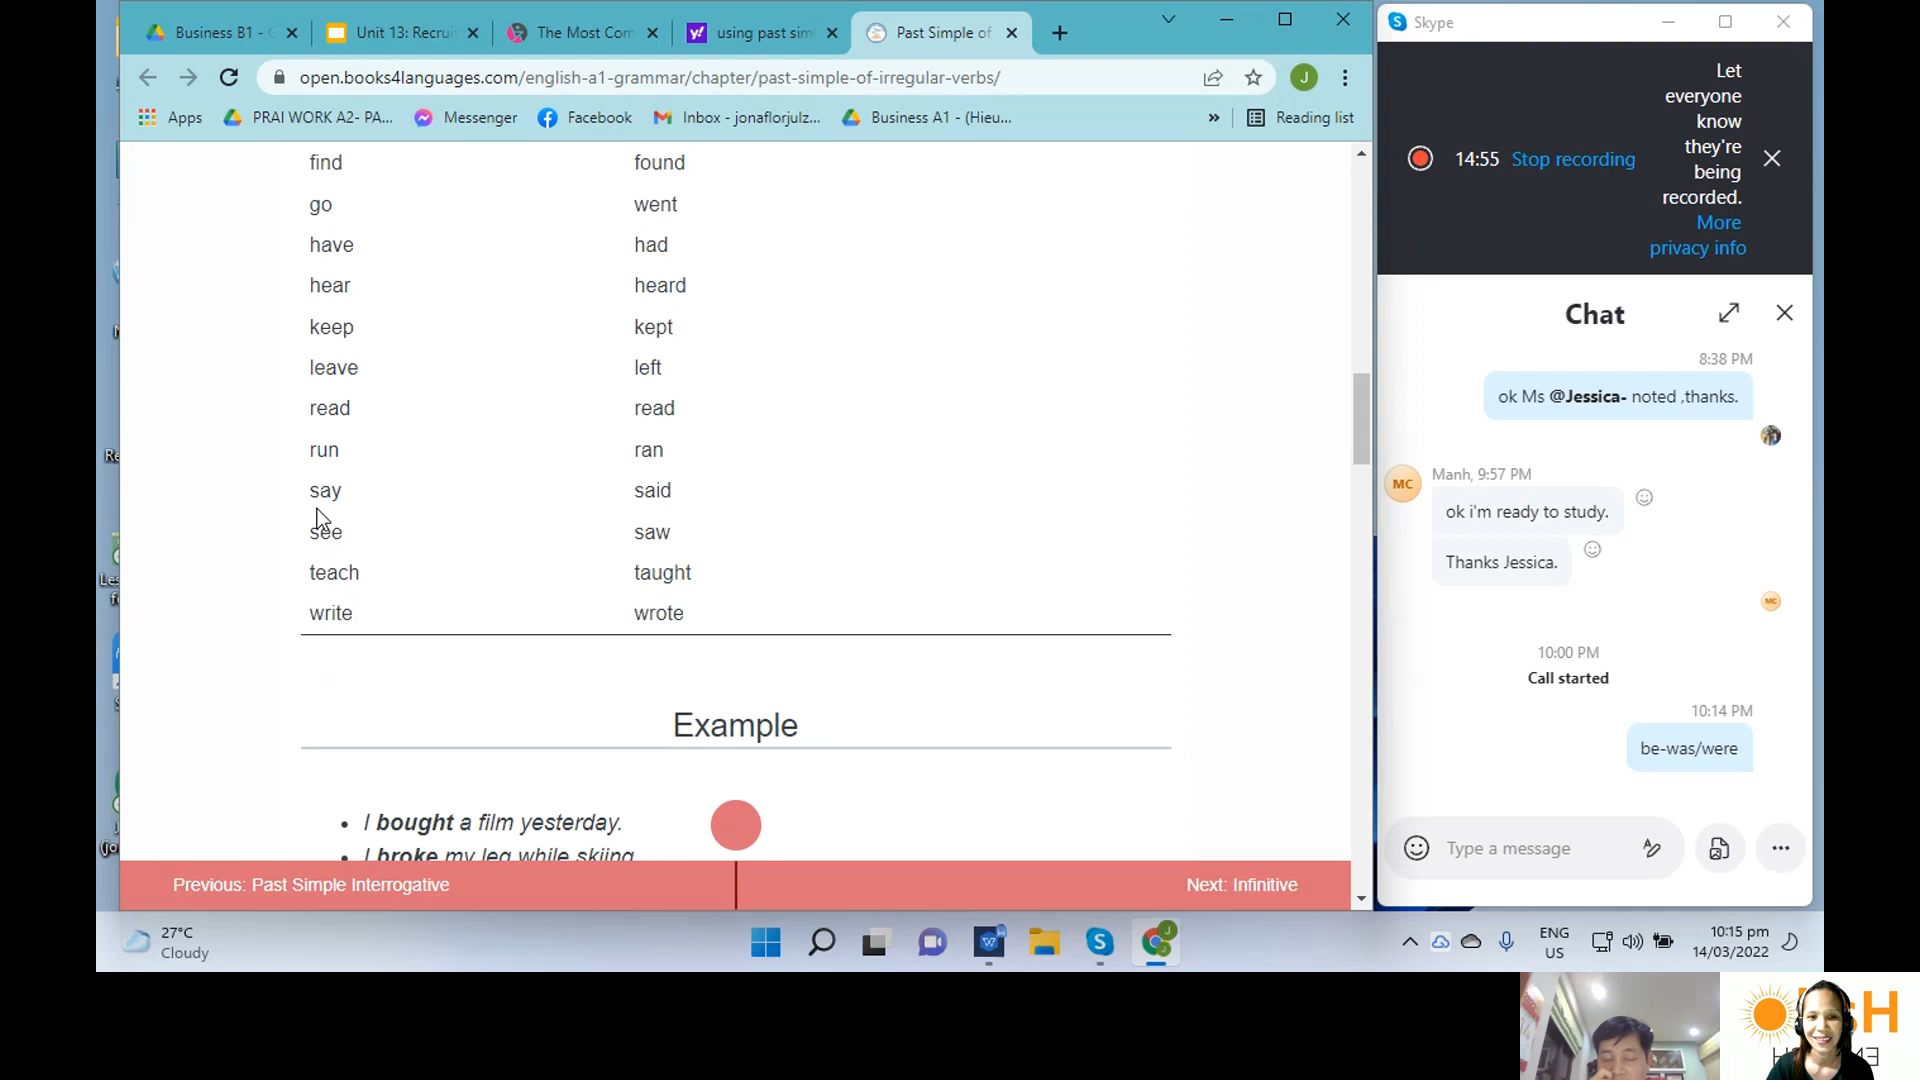 Business B1 - C
Unit 13: Recrui
The Most Com
using past sim
Past Simple of
open.books4languages.com/english-a1-grammar/chapter/past-simple-of-irregular-verbs/
J
Apps
PRAI WORK A2- PA...
Messenger
Facebook
Inbox - jonaflorjulz...
Business A1 - (Hieu...
»
Reading list
find found
go went
have had
hear heard
keep kept
leave left
read read
run ran
say said
see saw
teach taught
write wrote
Example
• I bought a film yesterday.
• I broke my leg while skiing
Previous: Past Simple Interrogative
Next: Infinitive
Skype
14:55 Stop recording
Let
everyone
know
they're
being
recorded.
More
privacy info
Chat
8:38 PM
ok Ms @Jessica- noted ,thanks.
Manh, 9:57 PM
MC
ok i'm ready to study.
Thanks Jessica.
MC
10:00 PM
Call started
10:14 PM
be-was/were
Type a message
27°C
Cloudy
ENG
US
10:15 pm
14/03/2022